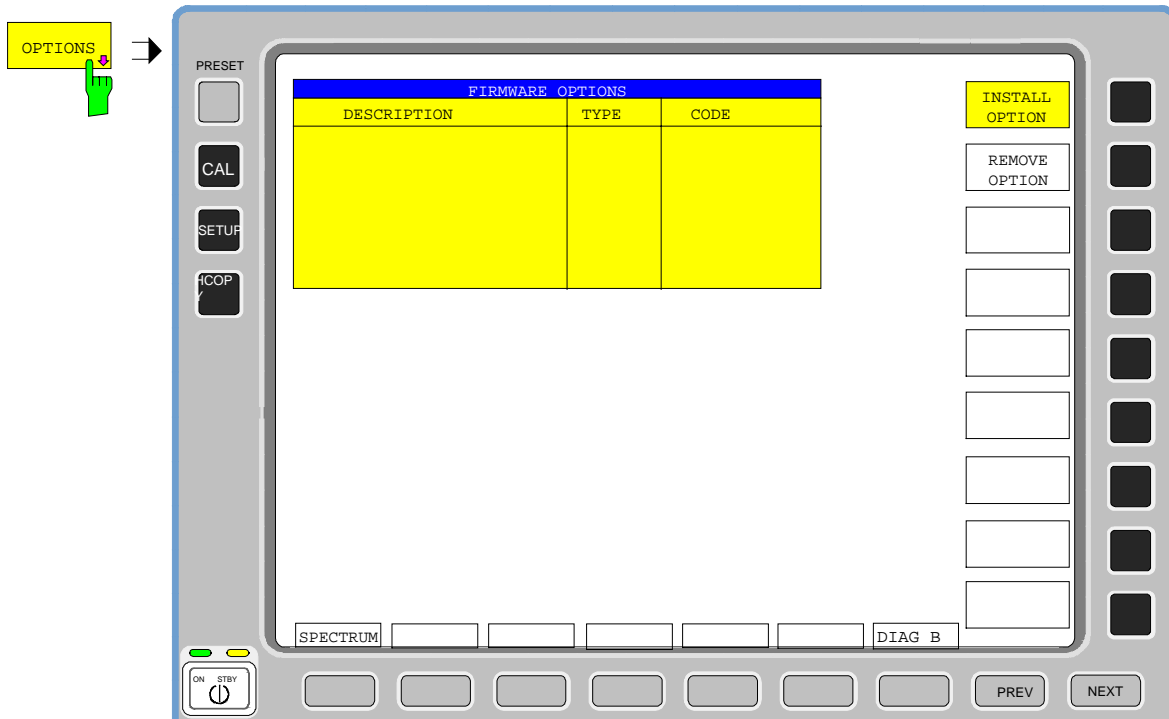 OPTIONS
PRESET
FIRMWARE OPTIONS
DESCRIPTION TYPE CODE
INSTALL
OPTION
CAL
REMOVE
OPTION
SETUP
HCOP
Y
SPECTRUM
DIAG B
ON STBY
PREV
NEXT